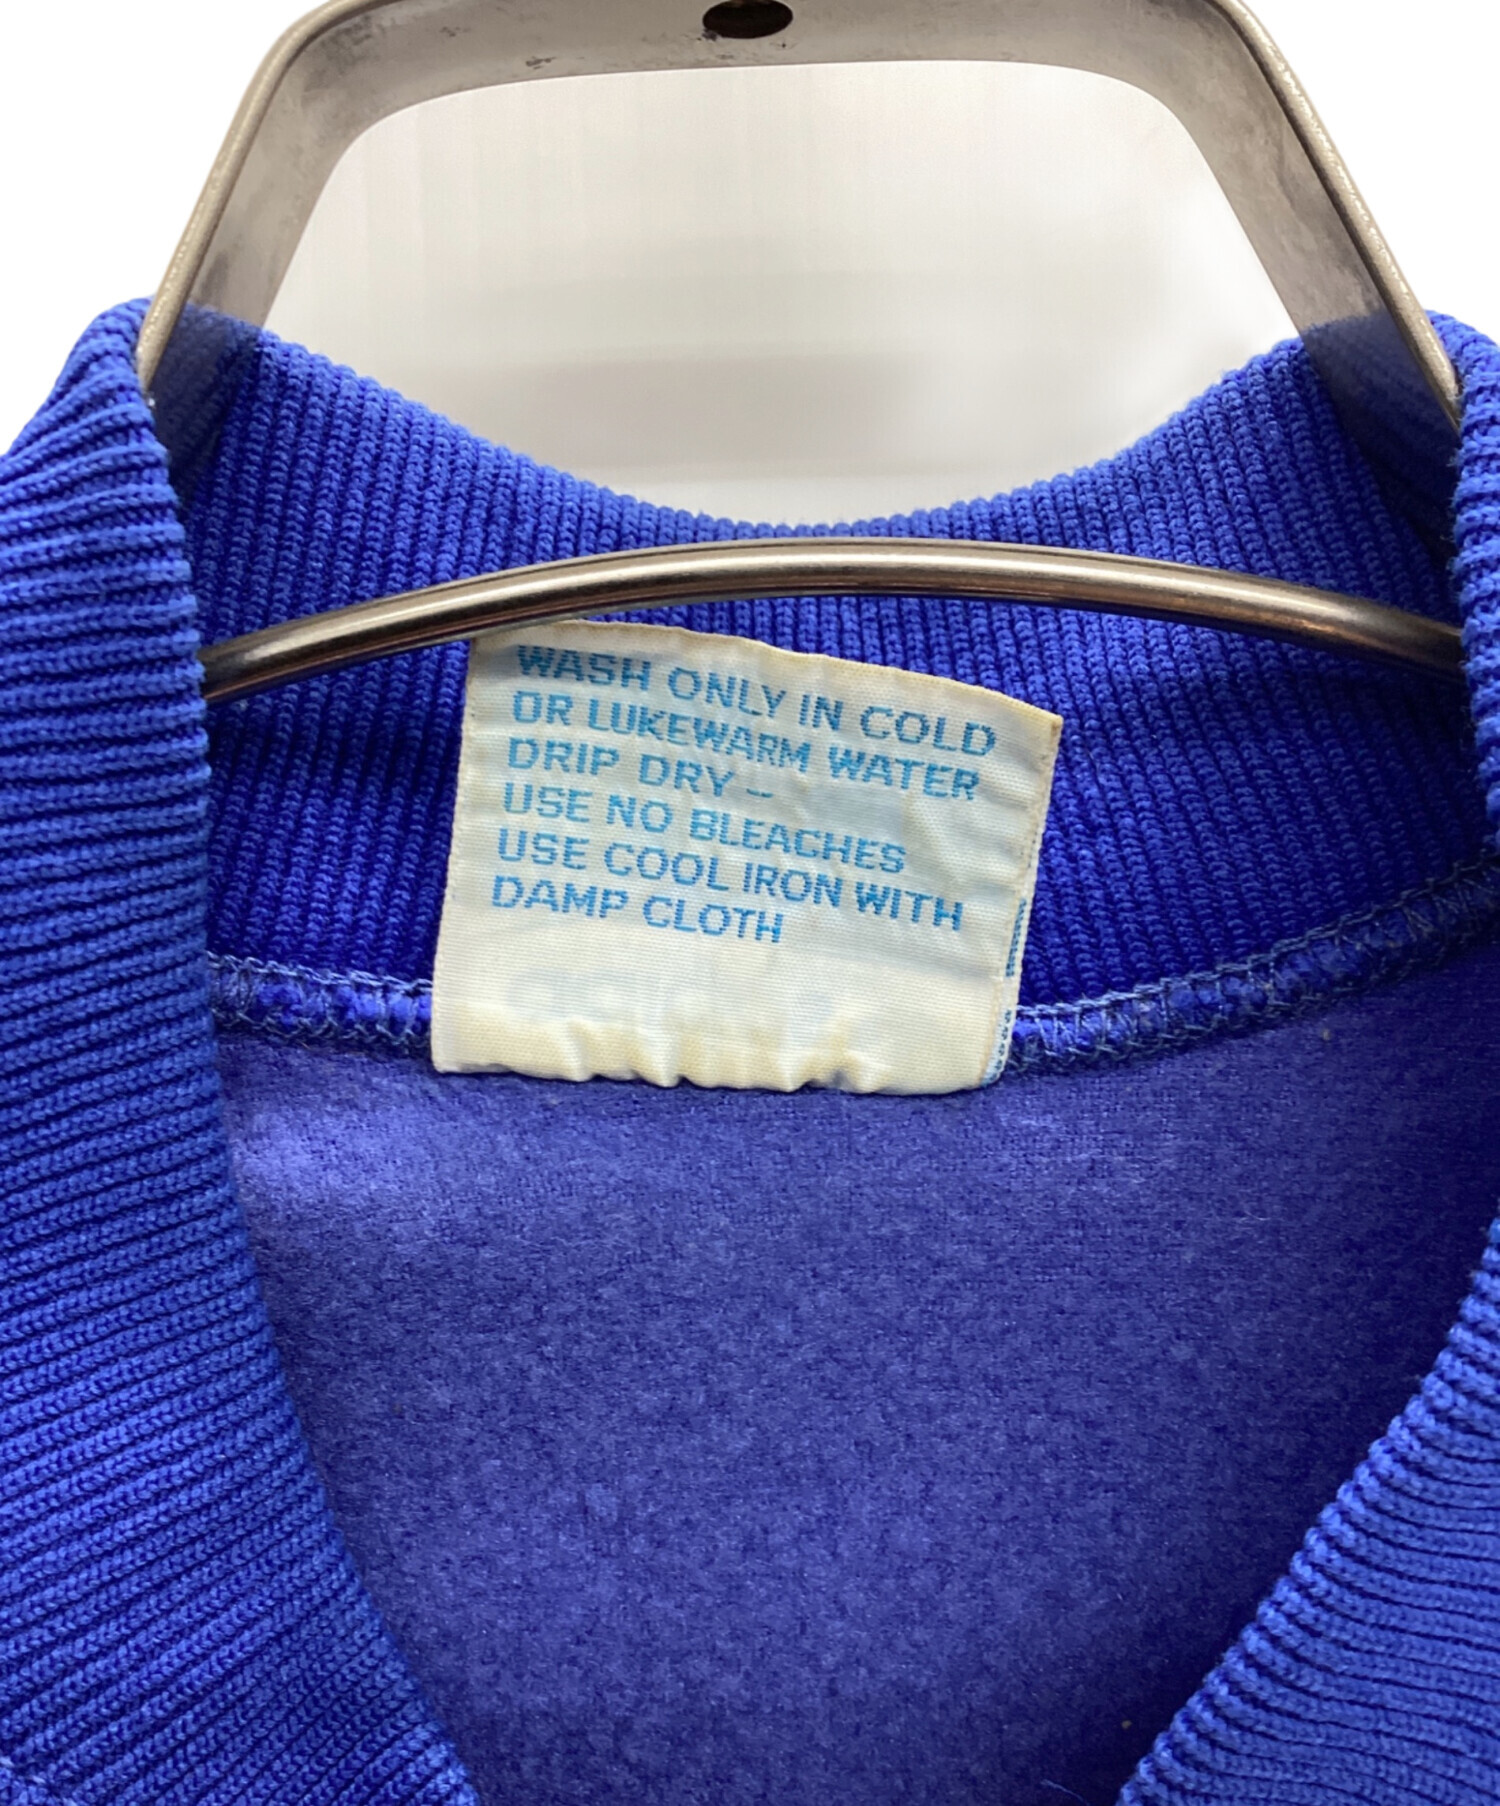 WASH ONLY IN COLD
OR LUKEWARM WATER
DRIP DRY -
USE NO BLEACHES
USE COOL IRON WITH
DAMP CLOTH